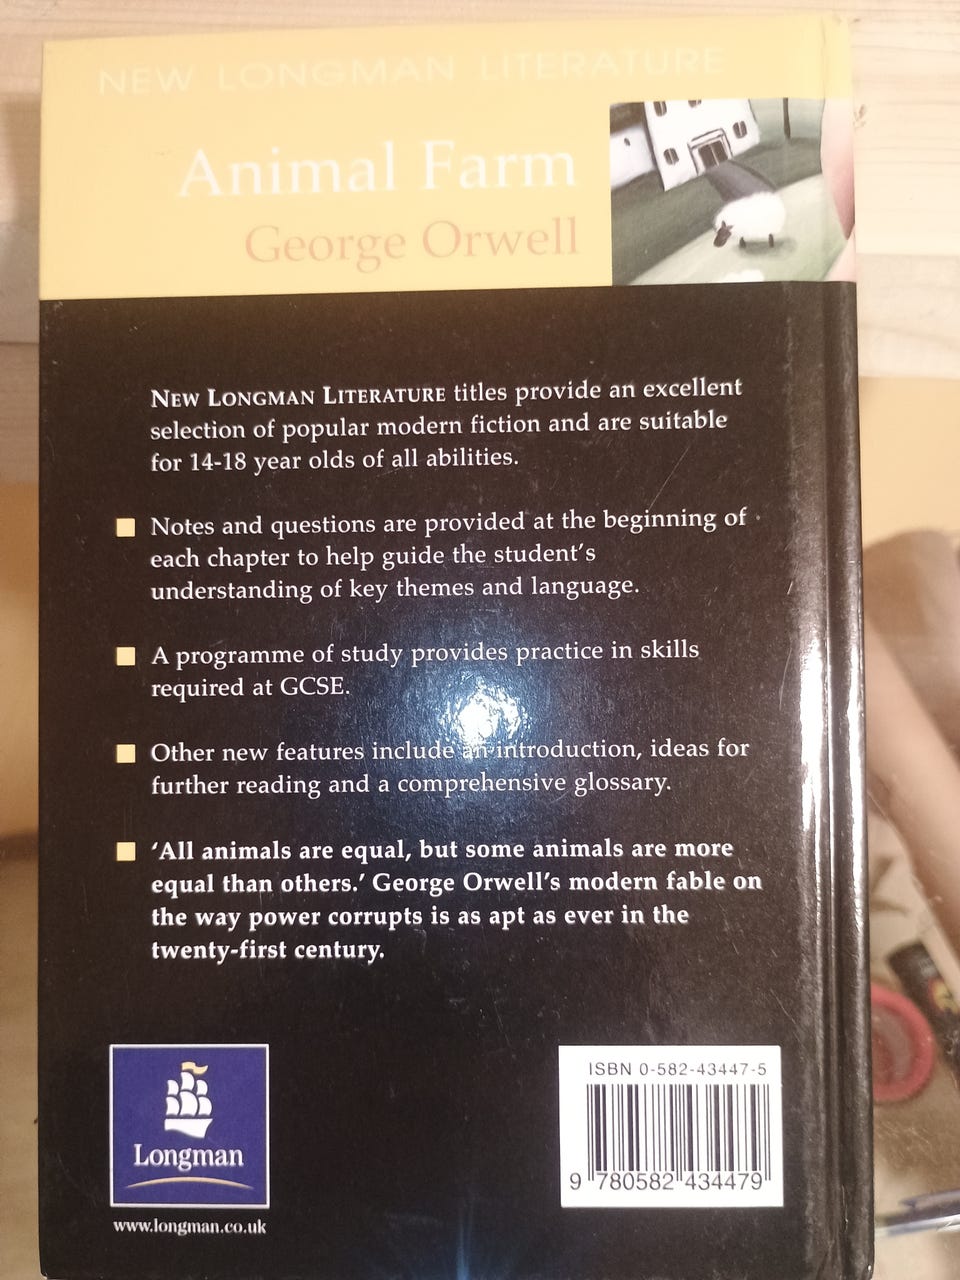 NEW LONGMAN LITERATURE
Animal Farm
George Orwell
NEW LONGMAN LITERATURE titles provide an excellent
selection of popular modern fiction and are suitable
for 14-18 year olds of all abilities.
Notes and questions are provided at the beginning of
each chapter to help guide the student's
understanding of key themes and language.
A programme of study provides practice in skills
required at GCSE.
Other new features include an introduction, ideas for
further reading and a comprehensive glossary.
'All animals are equal, but some animals are more
equal than others.' George Orwell's modern fable on
the way power corrupts is as apt as ever in the
twenty-first century.
Longman
www.longman.co.uk
ISBN 0-582-43447-5
9 780582 434479